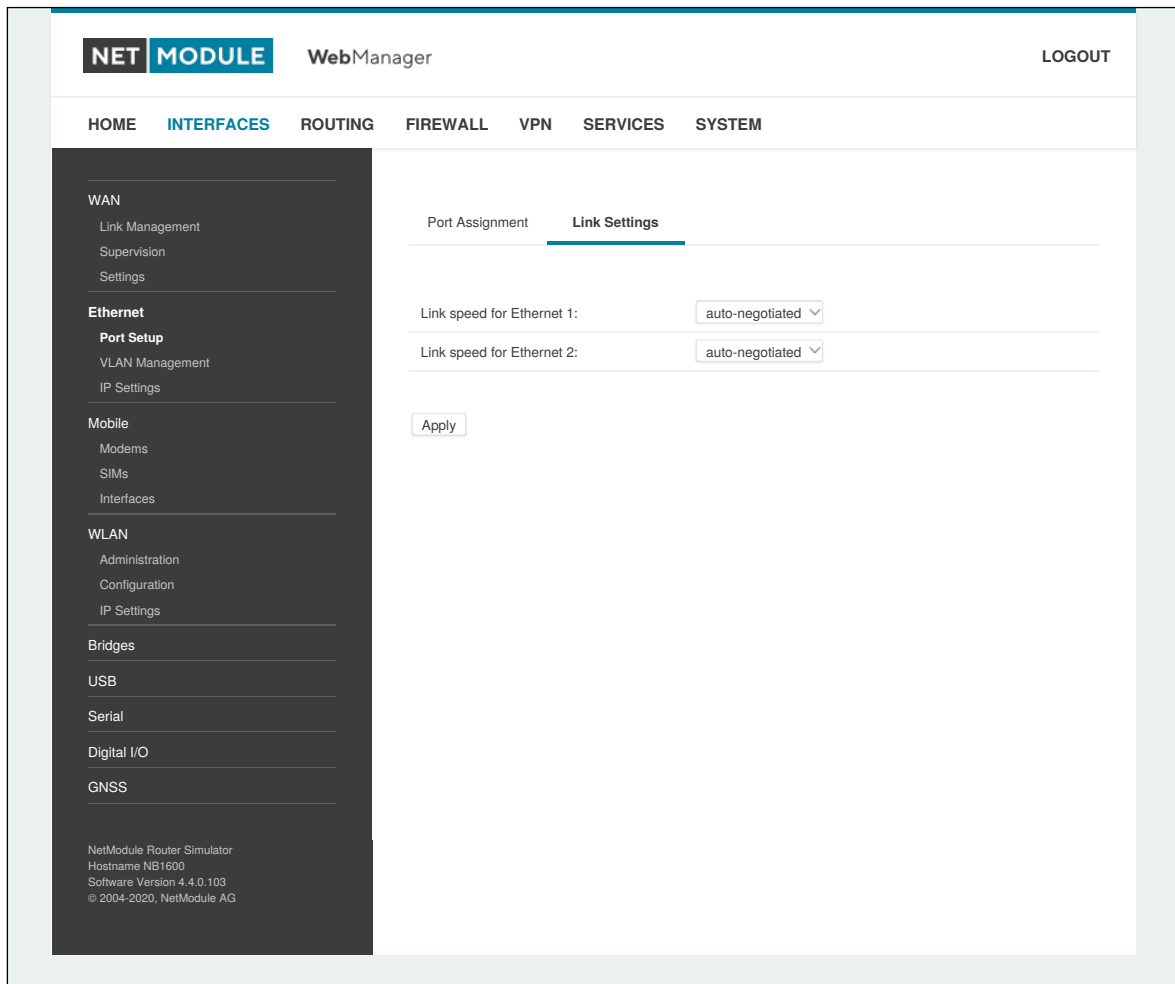 NET MODULE WebManager LOGOUT
HOME INTERFACES ROUTING FIREWALL VPN SERVICES SYSTEM
WAN
Link Management
Supervision
Settings
Ethernet
Port Setup
VLAN Management
IP Settings
Mobile
Modems
SIMs
Interfaces
WLAN
Administration
Configuration
IP Settings
Bridges
USB
Serial
Digital I/O
GNSS
NetModule Router Simulator
Hostname NB1600
Software Version 4.4.0.103
© 2004-2020, NetModule AG
Port Assignment Link Settings
Link speed for Ethernet 1: auto-negotiated
Link speed for Ethernet 2: auto-negotiated
Apply